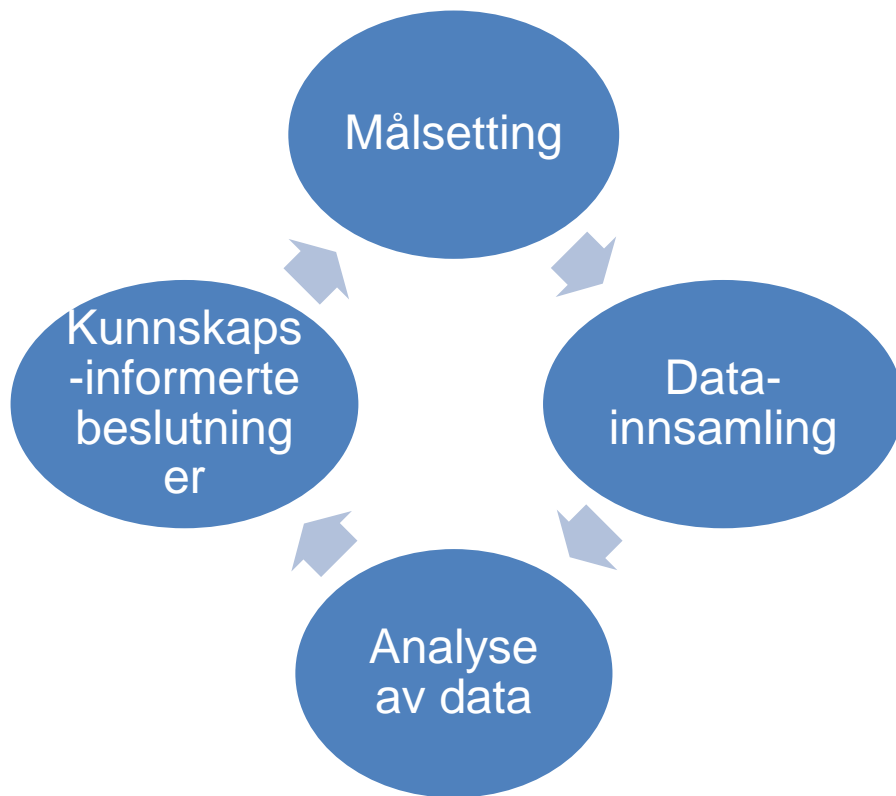 Målsetting
Data-
innsamling
Analyse
av data
Kunnskaps
-informerte
beslutning
er